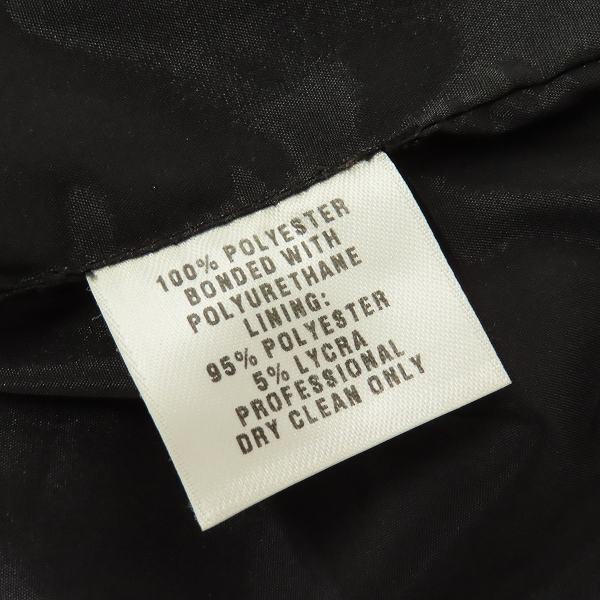 100% POLYESTER
BONDED WITH
POLYURETHANE
LINING:
95% POLYESTER
5% LYCRA
PROFESSIONAL
DRY CLEAN ONLY